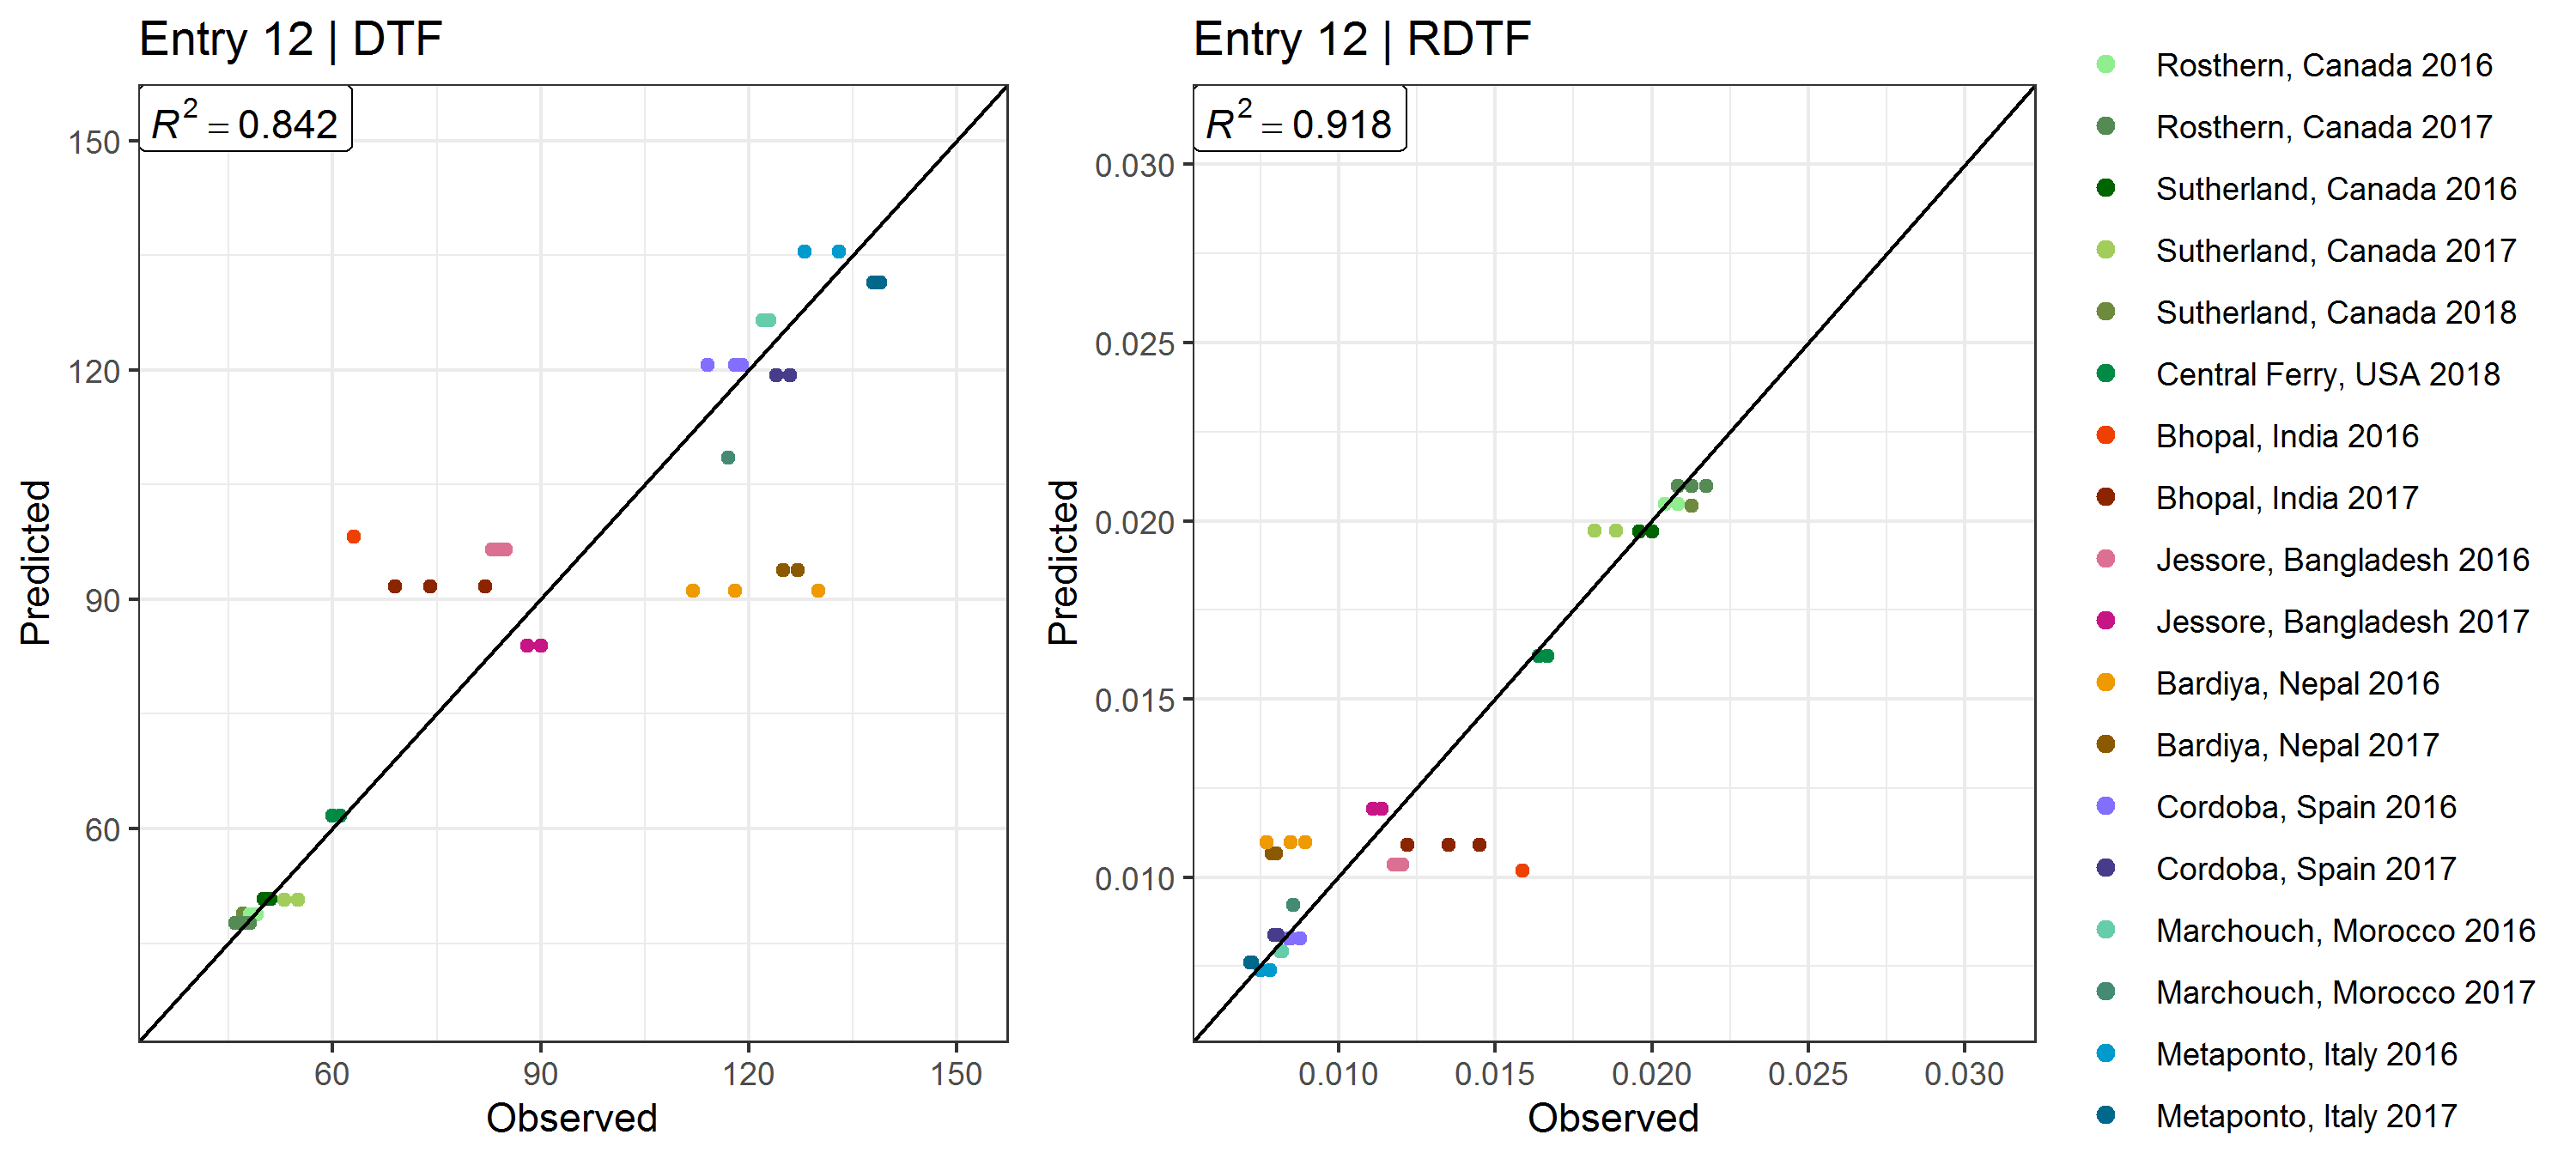 Entry 12 | DTF
R² = 0.842
150
120
90
60
Predicted
60 90 120 150
Observed
Entry 12 | RDTF
R² = 0.918
0.030
0.025
0.020
0.015
0.010
Predicted
0.010 0.015 0.020 0.025 0.030
Observed
Rosthern, Canada 2016
Rosthern, Canada 2017
Sutherland, Canada 2016
Sutherland, Canada 2017
Sutherland, Canada 2018
Central Ferry, USA 2018
Bhopal, India 2016
Bhopal, India 2017
Jessore, Bangladesh 2016
Jessore, Bangladesh 2017
Bardiya, Nepal 2016
Bardiya, Nepal 2017
Cordoba, Spain 2016
Cordoba, Spain 2017
Marchouch, Morocco 2016
Marchouch, Morocco 2017
Metaponto, Italy 2016
Metaponto, Italy 2017